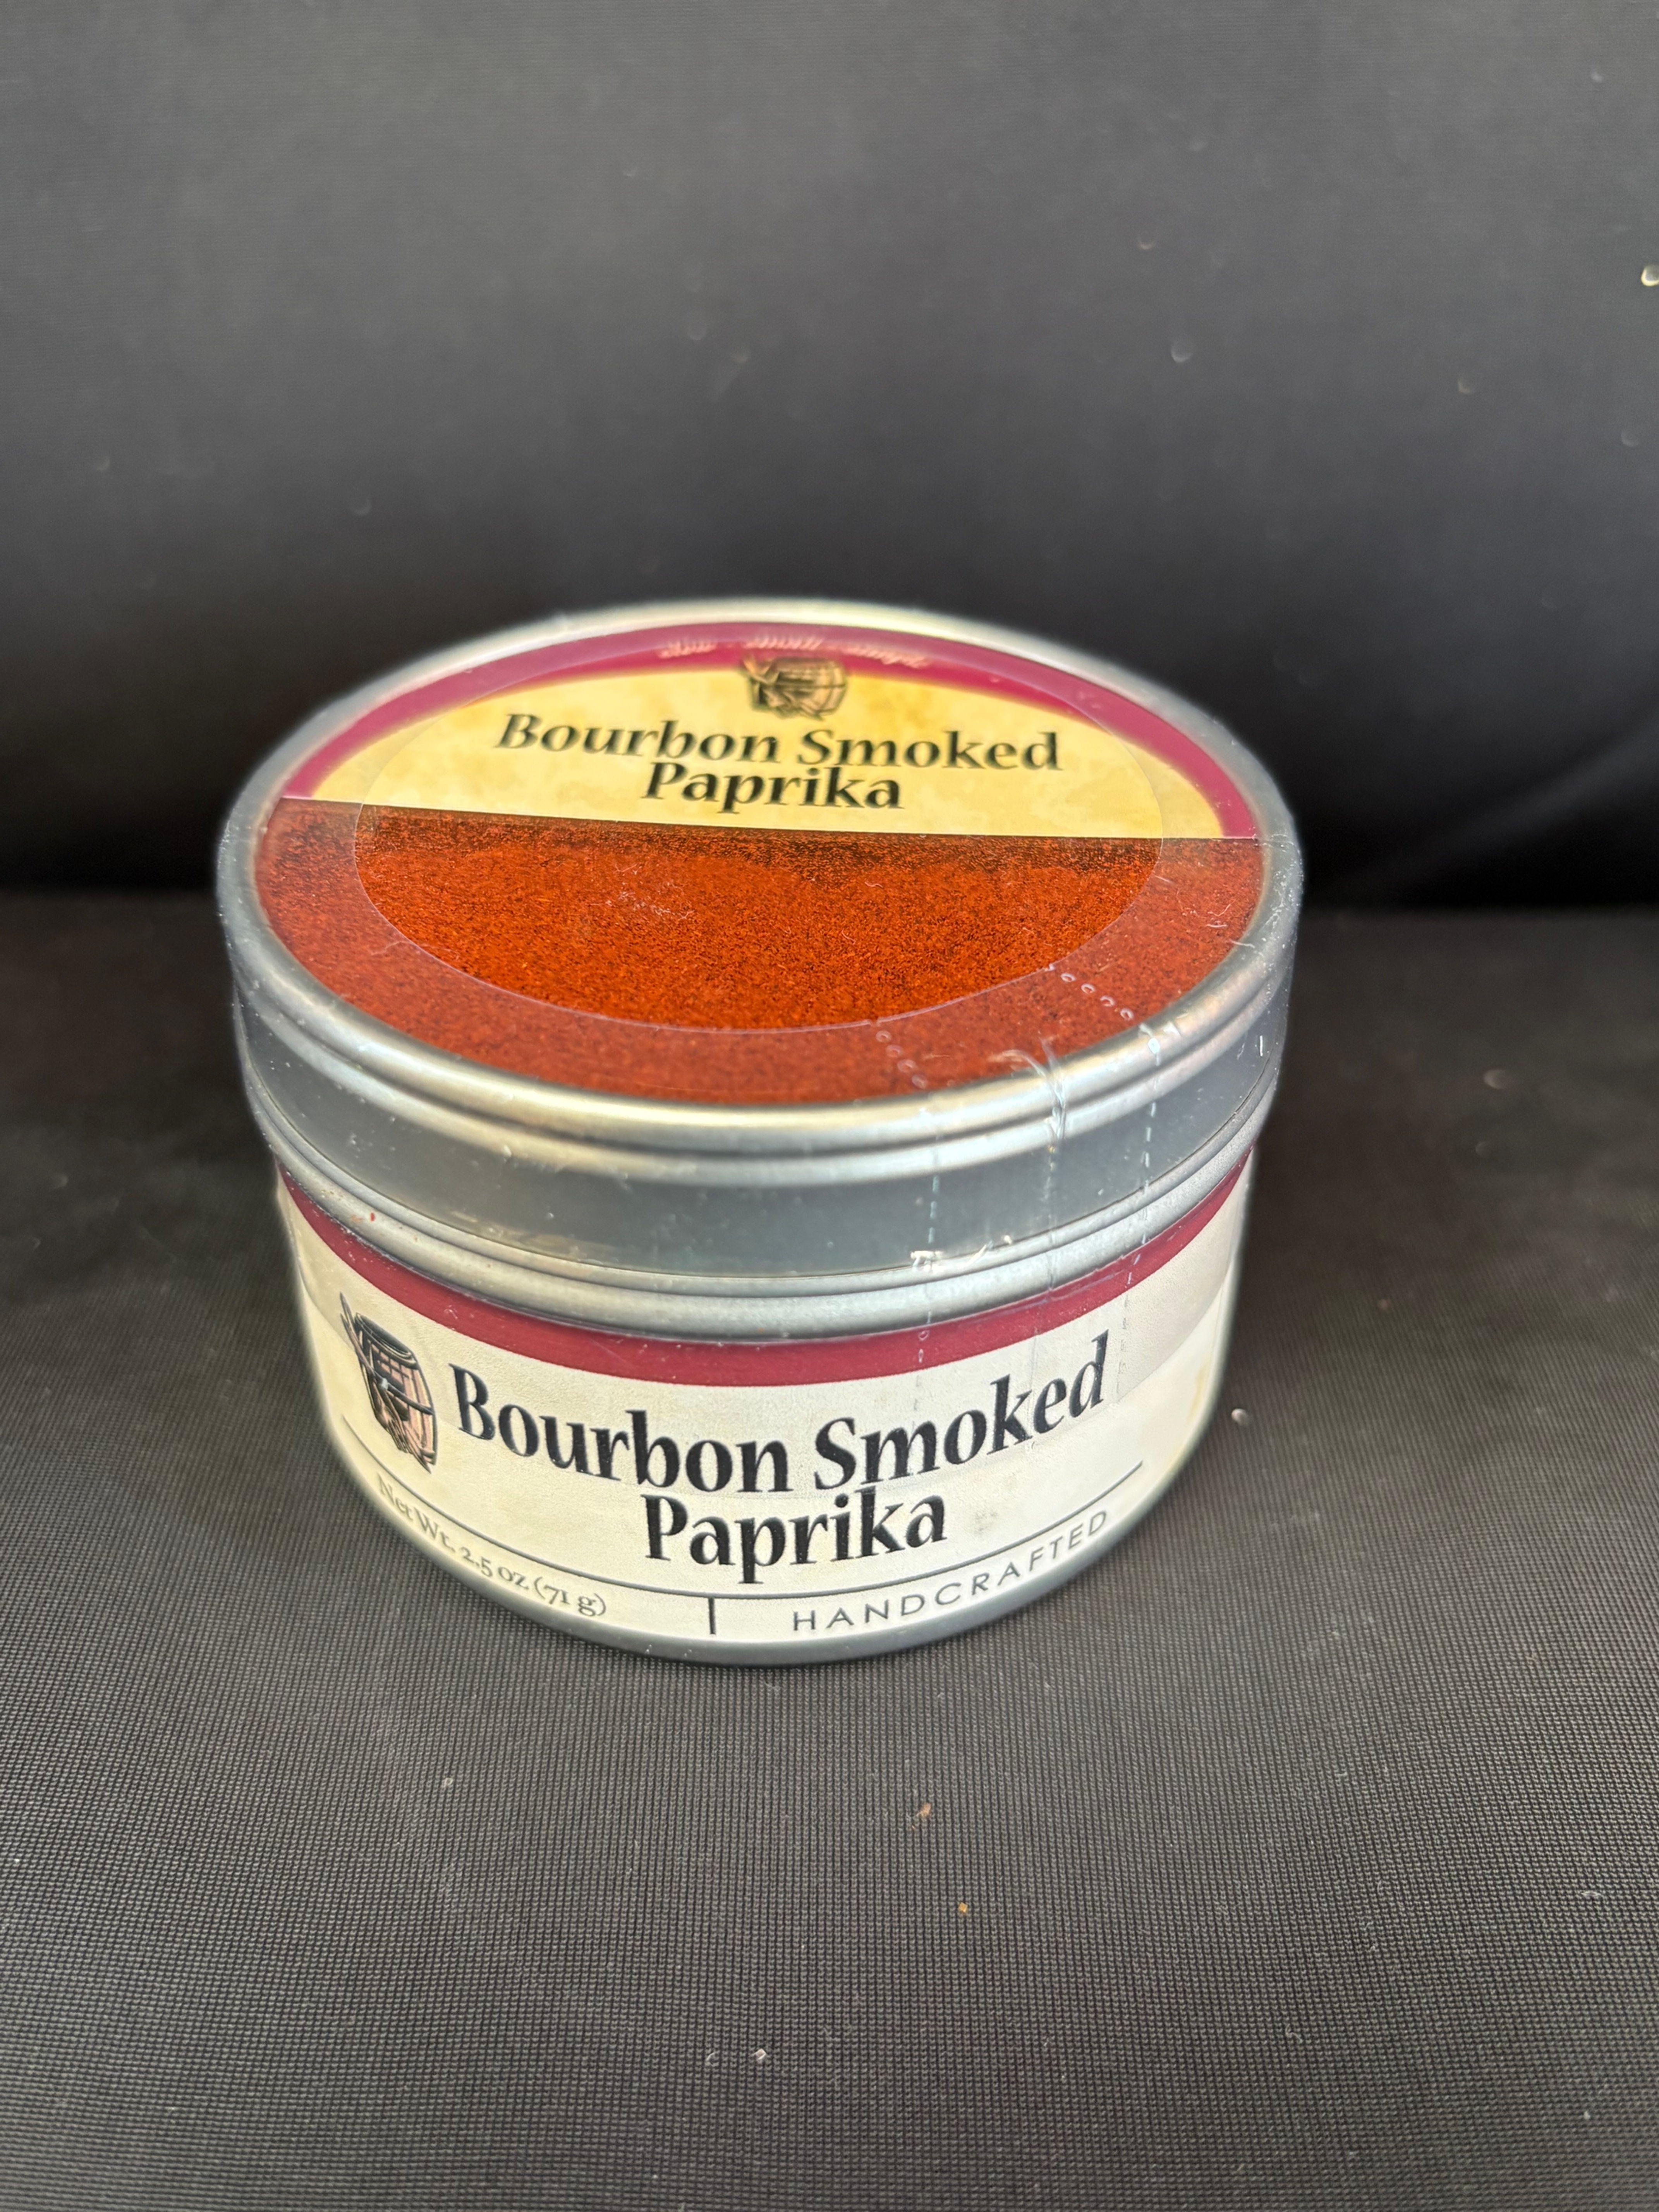 Bourbon Smoked
Paprika
Bourbon Smoked
Paprika
Net Wt. 2.5 oz (71 g)
HANDCRAFTED